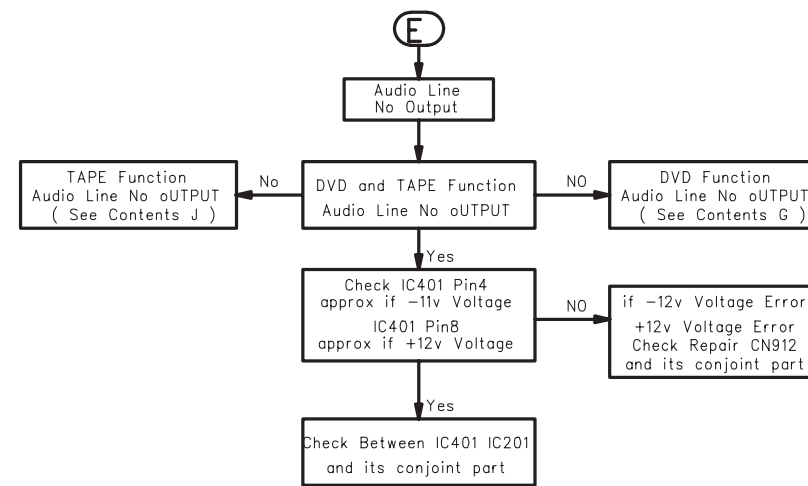 E
Audio Line
No Output
TAPE Function
Audio Line No oUTPUT
( See Contents J )
No
DVD and TAPE Function
Audio Line No oUTPUT
NO
DVD Function
Audio Line No oUTPUT
( See Contents G )
Yes
Check IC401 Pin4
approx if -11v Voltage
IC401 Pin8
approx if +12v Voltage
NO
if -12v Voltage Error
+12v Voltage Error
Check Repair CN912
and its conjoint part
Yes
Check Between IC401 IC201
and its conjoint part